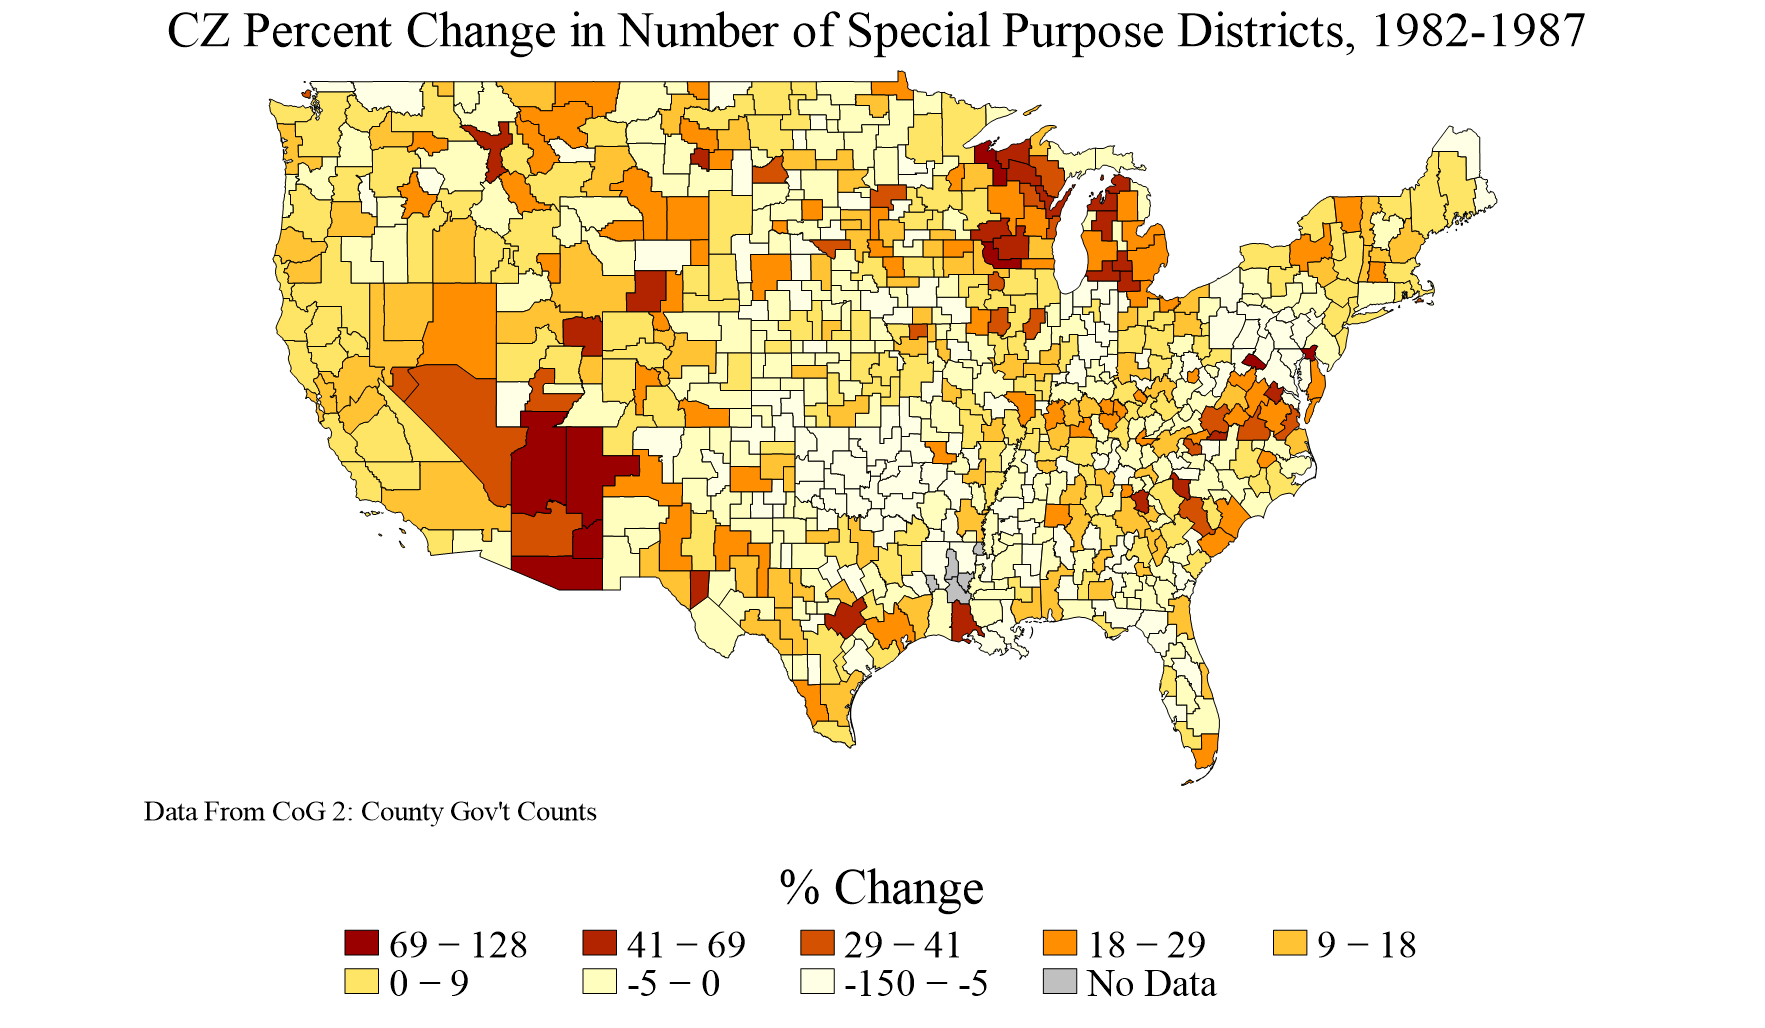 CZ Percent Change in Number of Special Purpose Districts, 1982-1987
Data From CoG 2: County Gov't Counts
% Change
69 − 128 41 − 69 29 − 41 18 − 29 9 − 18
0 − 9 -5 − 0 -150 − -5 No Data